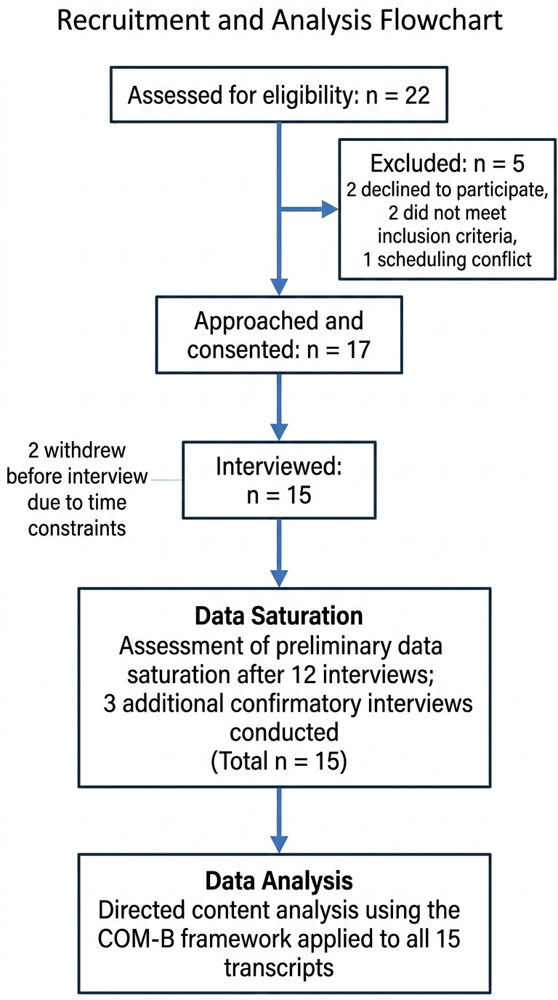 Recruitment and Analysis Flowchart
Assessed for eligibility: n = 22
Excluded: n = 5
2 declined to participate,
2 did not meet
inclusion criteria,
1 scheduling conflict
Approached and
consented: n = 17
2 withdrew
before interview
due to time
constraints
Interviewed:
n = 15
Data Saturation
Assessment of preliminary data
saturation after 12 interviews;
3 additional confirmatory interviews
conducted
(Total n = 15)
Data Analysis
Directed content analysis using the
COM-B framework applied to all 15
transcripts